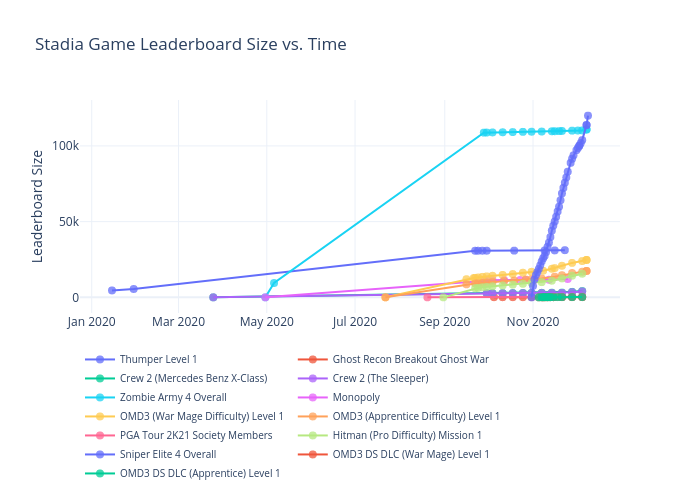 Stadia Game Leaderboard Size vs. Time
Leaderboard Size
100k
50k
0
Jan 2020 Mar 2020 May 2020 Jul 2020 Sep 2020 Nov 2020
Thumper Level 1 Ghost Recon Breakout Ghost War
Crew 2 (Mercedes Benz X-Class) Crew 2 (The Sleeper)
Zombie Army 4 Overall Monopoly
OMD3 (War Mage Difficulty) Level 1 OMD3 (Apprentice Difficulty) Level 1
PGA Tour 2K21 Society Members Hitman (Pro Difficulty) Mission 1
Sniper Elite 4 Overall OMD3 DS DLC (War Mage) Level 1
OMD3 DS DLC (Apprentice) Level 1